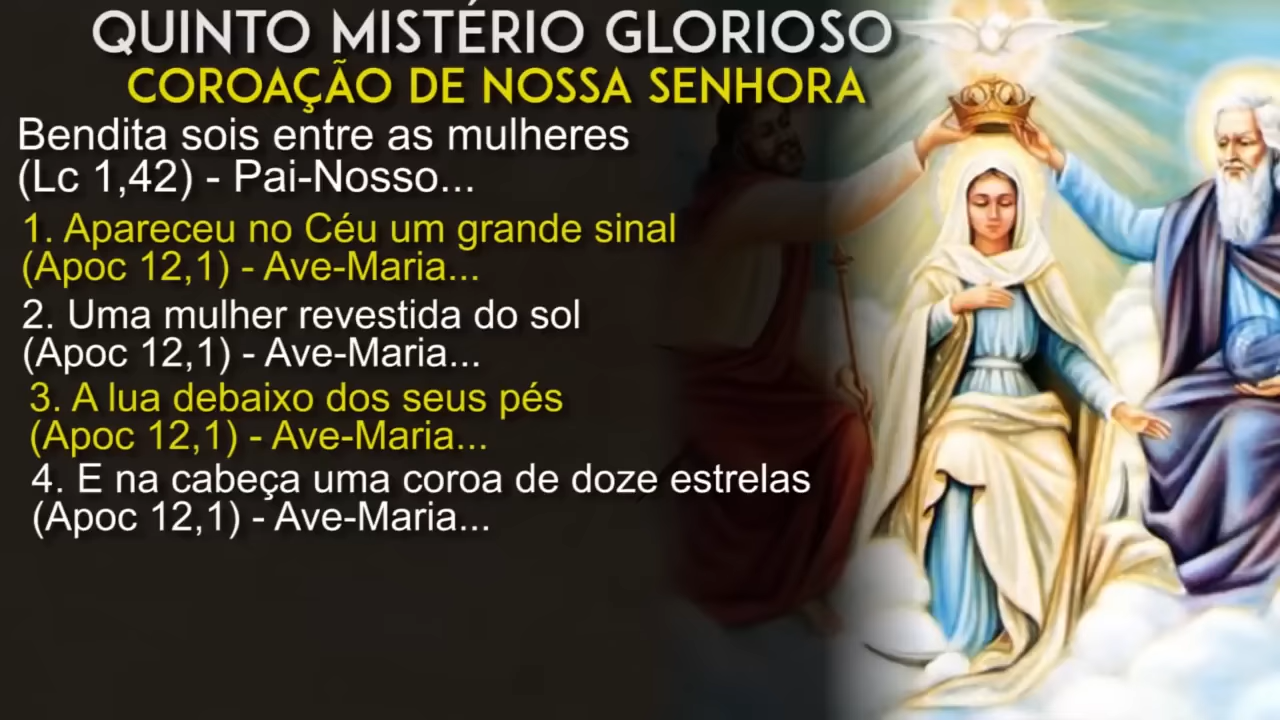 QUINTO MISTÉRIO GLORIOSO
COROAÇÃO DE NOSSA SENHORA
Bendita sois entre as mulheres
(Lc 1,42) - Pai-Nosso...
1. Apareceu no Céu um grande sinal
(Apoc 12,1) - Ave-Maria...
2. Uma mulher revestida do sol
(Apoc 12,1) - Ave-Maria...
3. A lua debaixo dos seus pés
(Apoc 12,1) - Ave-Maria...
4. E na cabeça uma coroa de doze estrelas
(Apoc 12,1) - Ave-Maria...